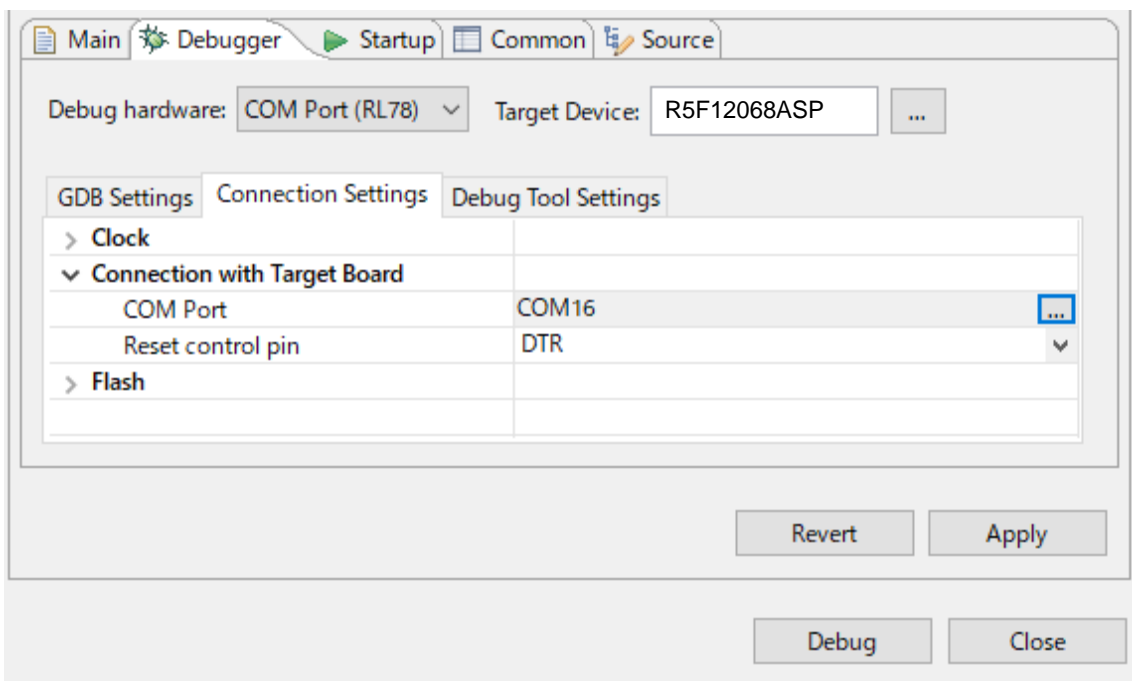 Main Debugger Startup Common Source
Debug hardware: COM Port (RL78) Target Device: R5F12068ASP ...
GDB Settings Connection Settings Debug Tool Settings
Clock
Connection with Target Board
COM Port COM16 ...
Reset control pin DTR
Flash
Revert Apply
Debug Close